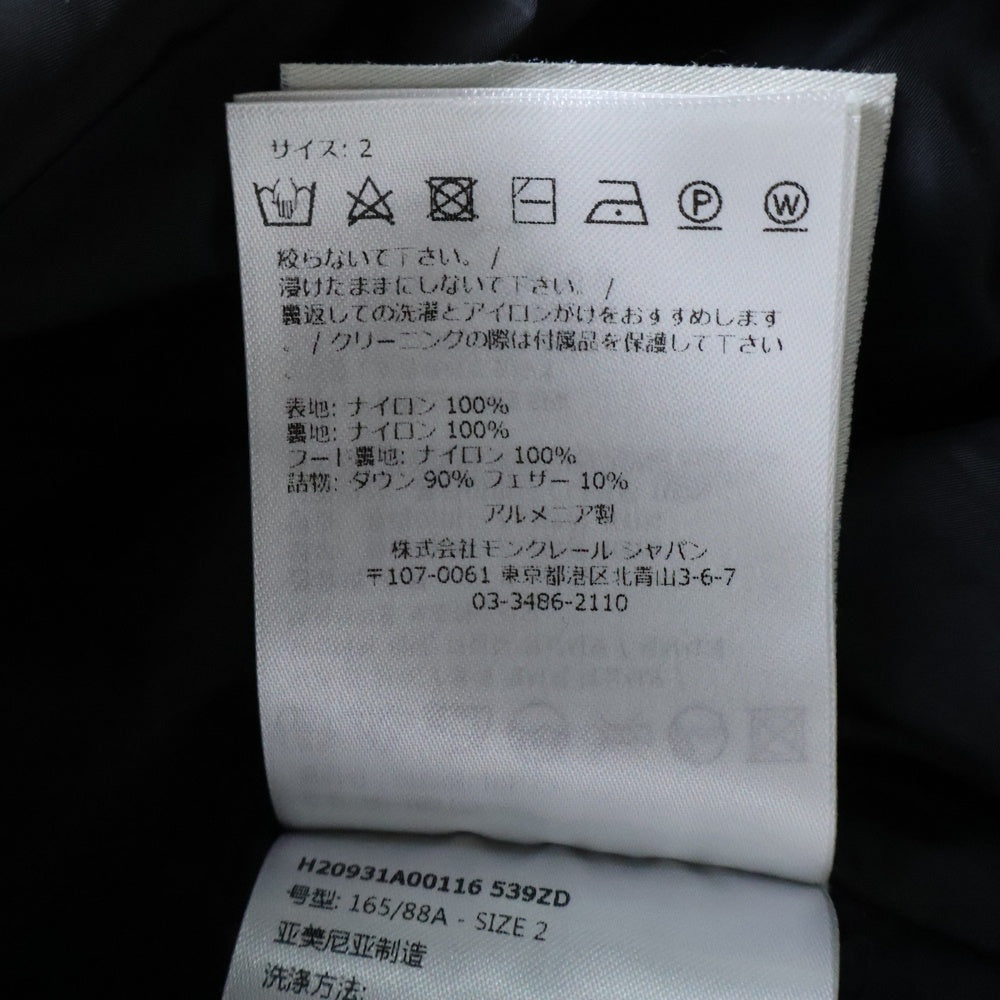 サイズ: 2
P W
絞らないで下さい。 /
浸けたままにしないで下さい。 /
裏返しての洗濯とアイロンがけをおすすめします
。 / クリーニングの際は付属品を保護して下さい
。
表地: ナイロン 100%
裏地: ナイロン 100%
フード裏地: ナイロン 100%
詰物: ダウン 90% フェザー 10%
アルメニア製
株式会社モンクレール ジャパン
〒107-0061 東京都港区北青山3-6-7
03-3486-2110
H20931A00116 539ZD
号型: 165/88A - SIZE 2
亚美尼亚制造
洗涤方法: